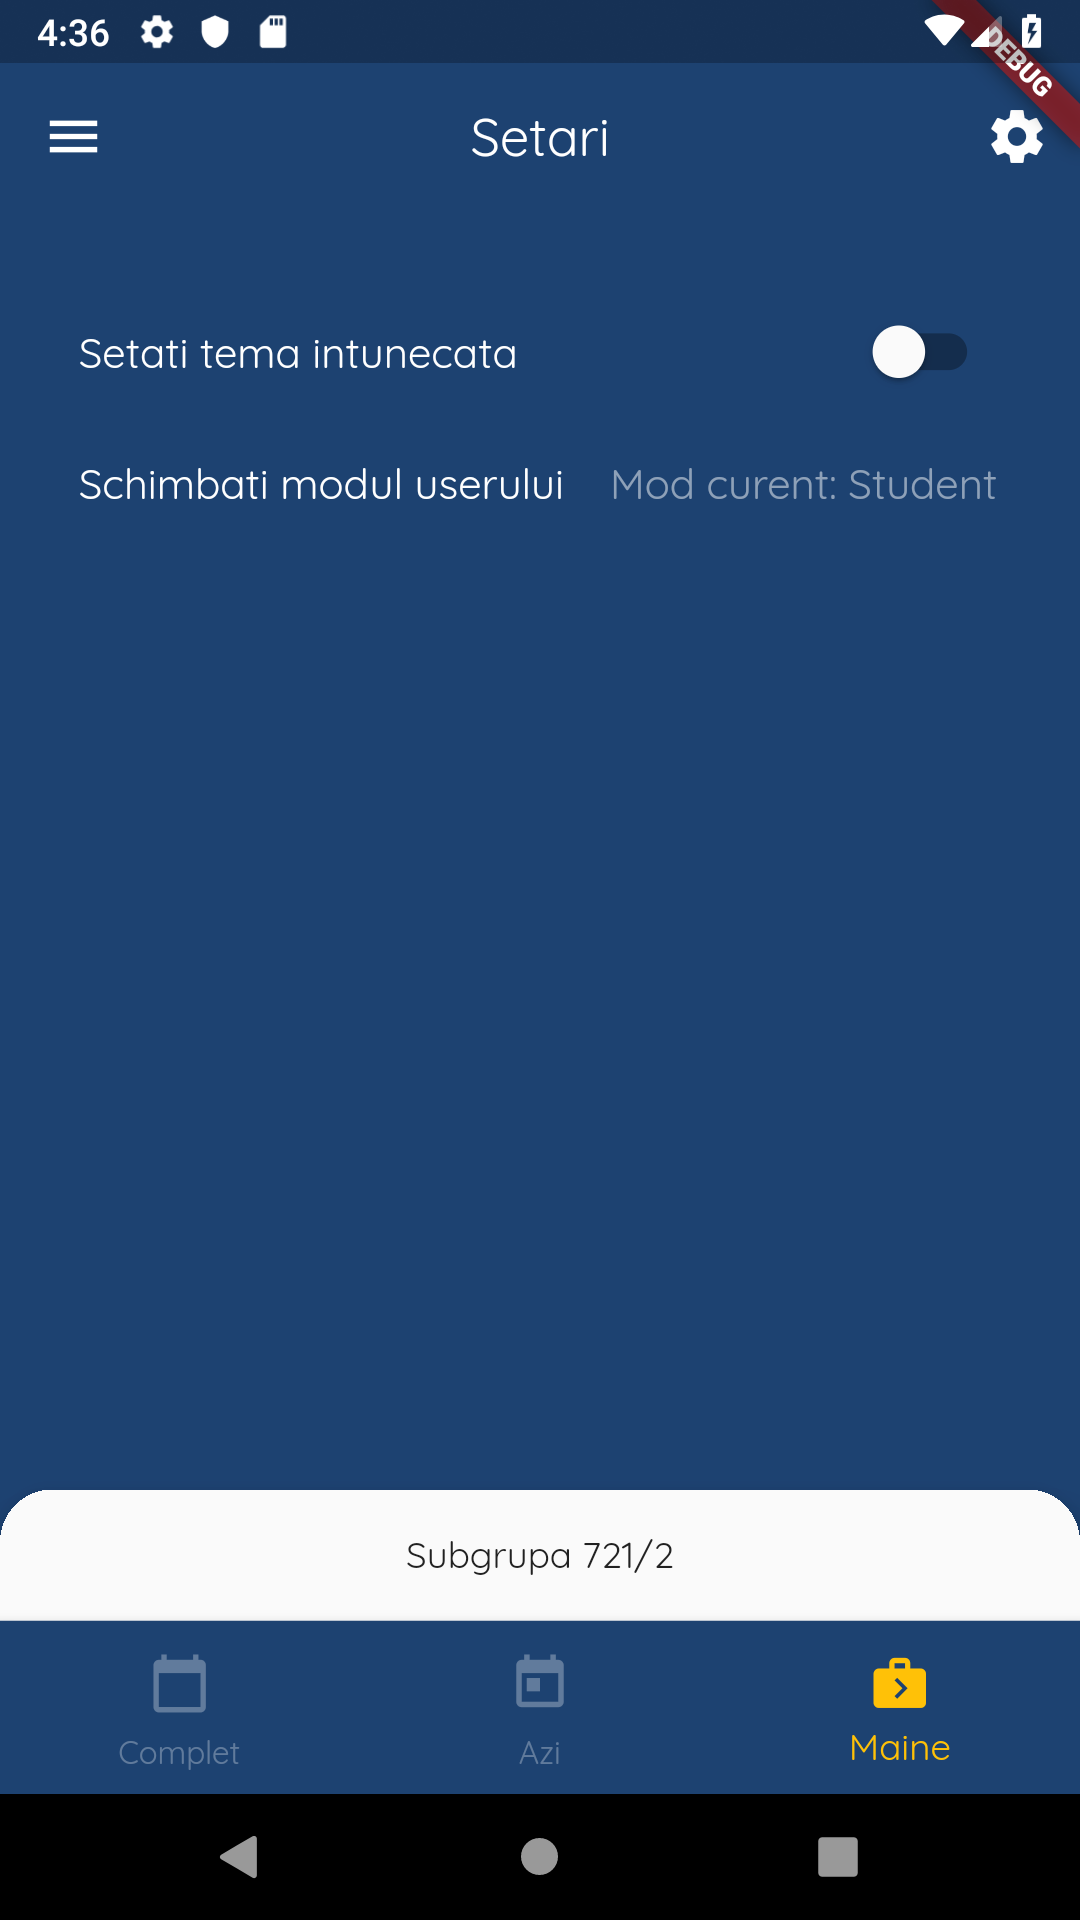 4:36
DEBUG
Setari
Setati tema intunecata
Schimbati modul userului Mod curent: Student
Subgrupa 721/2
Complet Azi Maine